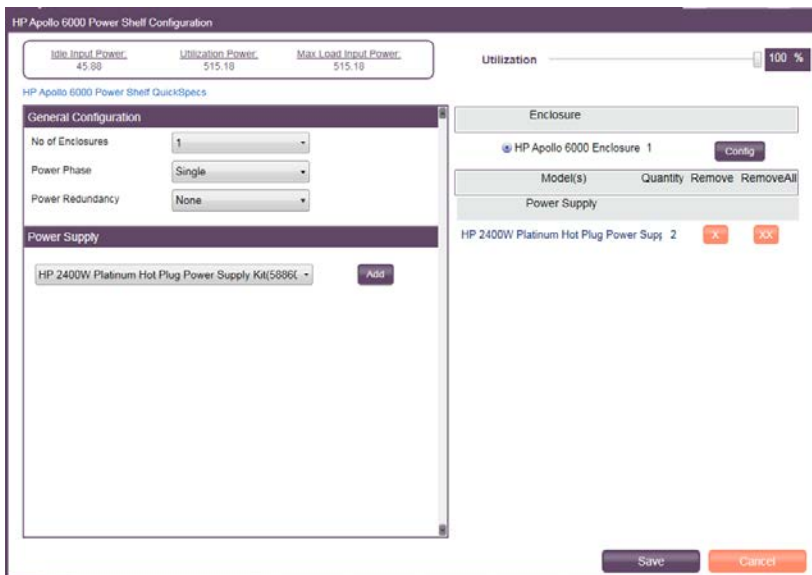 HP Apollo 6000 Power Shelf Configuration
Idle Input Power: Utilization Power: Max Load Input Power:
45.88 515.18 515.18
Utilization 100 %
HP Apollo 6000 Power Shelf QuickSpecs
General Configuration
No of Enclosures 1
Power Phase Single
Power Redundancy None
Power Supply
HP 2400W Platinum Hot Plug Power Supply Kit(5886
Add
Enclosure
HP Apollo 6000 Enclosure 1 Config
Model(s) Quantity Remove RemoveAll
Power Supply
HP 2400W Platinum Hot Plug Power Supp 2 X XX
Save Cancel